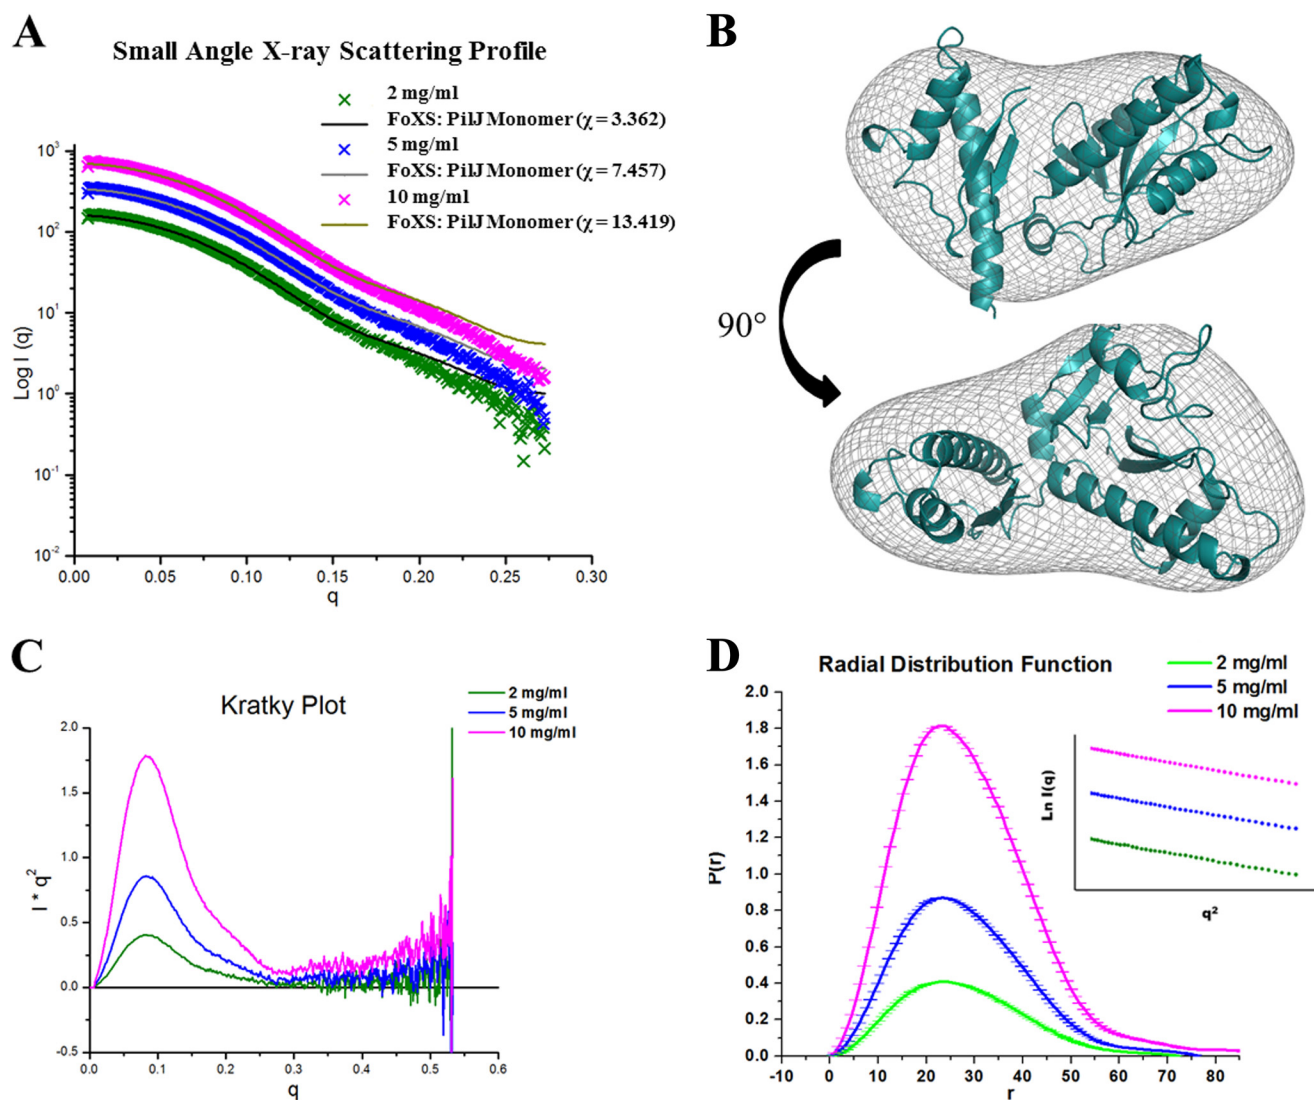 A
Small Angle X-ray Scattering Profile
2 mg/ml
FoXS: PilJ Monomer (χ = 3.362)
5 mg/ml
FoXS: PilJ Monomer (χ = 7.457)
10 mg/ml
FoXS: PilJ Monomer (χ = 13.419)
10³
10²
10¹
10⁰
10⁻¹
10⁻²
Log I (q)
0.00 0.05 0.10 0.15 0.20 0.25 0.30
q
B
90°
C
Kratky Plot
2 mg/ml
5 mg/ml
10 mg/ml
2.0
1.5
1.0
0.5
0.0
-0.5
I * q²
0.0 0.1 0.2 0.3 0.4 0.5 0.6
q
D
Radial Distribution Function
2 mg/ml
5 mg/ml
10 mg/ml
2.0
1.8
1.6
1.4
1.2
1.0
0.8
0.6
0.4
0.2
0.0
P(r)
-10 0 10 20 30 40 50 60 70 80
r
Ln I(q)
q²